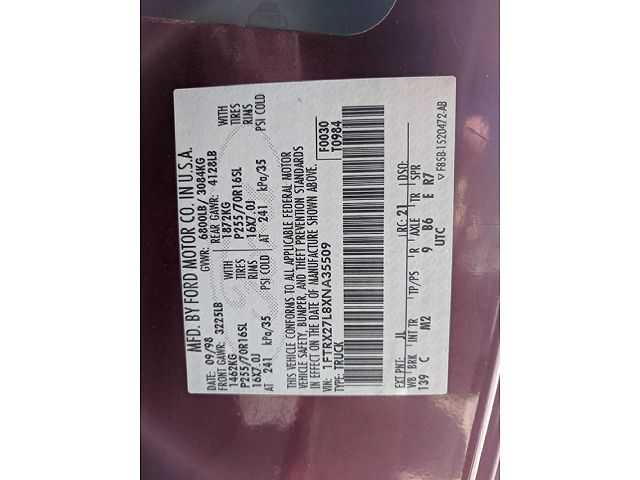 MFD. BY FORD MOTOR CO. IN U.S.A.
DATE: 09/98 GVWR: 6800LB/ 3084KG
FRONT GAWR: 3225LB REAR GAWR: 4128LB
1462KG 1872KG WITH
P255/70R16SL P255/70R16SL TIRES
16X7.0J 16X7.0J RIMS
AT 241 kPa/35 PSI COLD AT 241 kPa/35 PSI COLD
THIS VEHICLE CONFORMS TO ALL APPLICABLE FEDERAL MOTOR
VEHICLE SAFETY, BUMPER, AND THEFT PREVENTION STANDARDS
IN EFFECT ON THE DATE OF MANUFACTURE SHOWN ABOVE.
VIN: 1FTRX27L8XNA35509
TYPE: TRUCK
F0030
T0984
EXT PNT: JL RC: 21 DSO:
WB BRK INT TR TP/PS R AXLE TR SPR
139 C M2 9 B6 E R7
UTC
F85B-1520472-AB
WITH
TIRES
RIMS